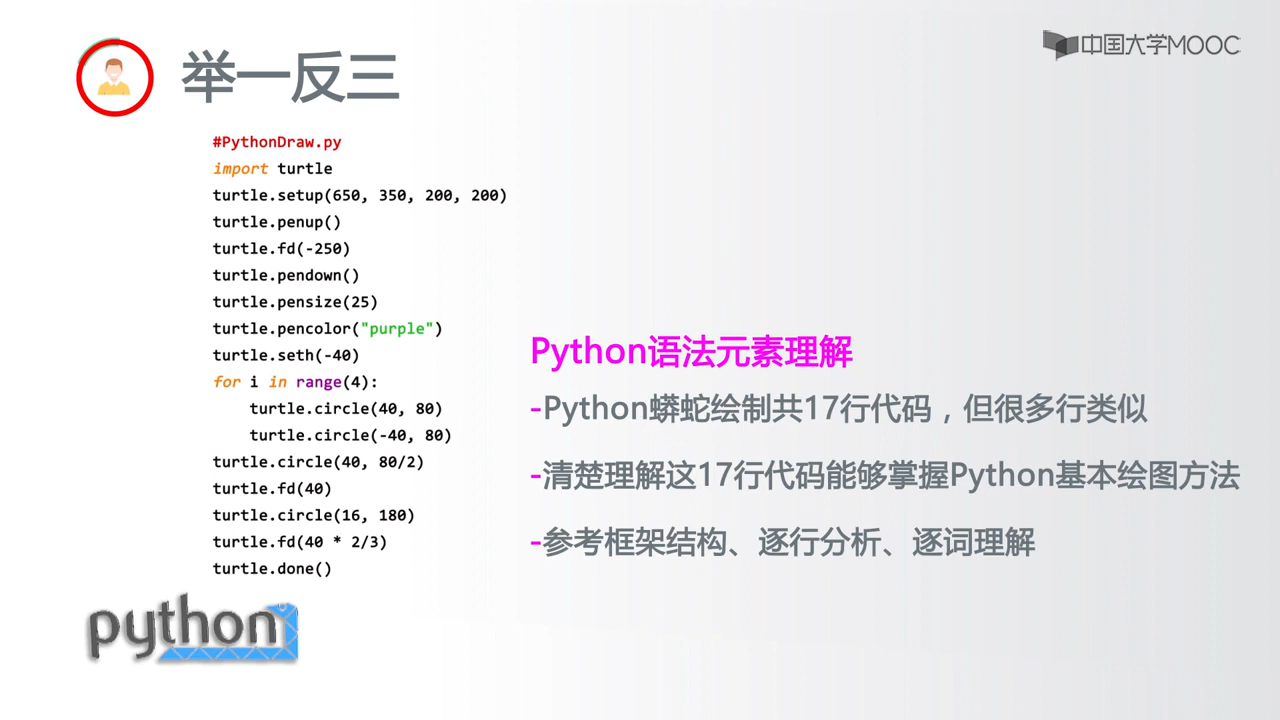 举一反三
中国大学MOOC
#PythonDraw.py
import turtle
turtle.setup(650, 350, 200, 200)
turtle.penup()
turtle.fd(-250)
turtle.pendown()
turtle.pensize(25)
turtle.pencolor("purple")
turtle.seth(-40)
for i in range(4):
    turtle.circle(40, 80)
    turtle.circle(-40, 80)
turtle.circle(40, 80/2)
turtle.fd(40)
turtle.circle(16, 180)
turtle.fd(40 * 2/3)
turtle.done()
Python语法元素理解
-Python蟒蛇绘制共17行代码，但很多行类似
-清楚理解这17行代码能够掌握Python基本绘图方法
-参考框架结构、逐行分析、逐词理解
python